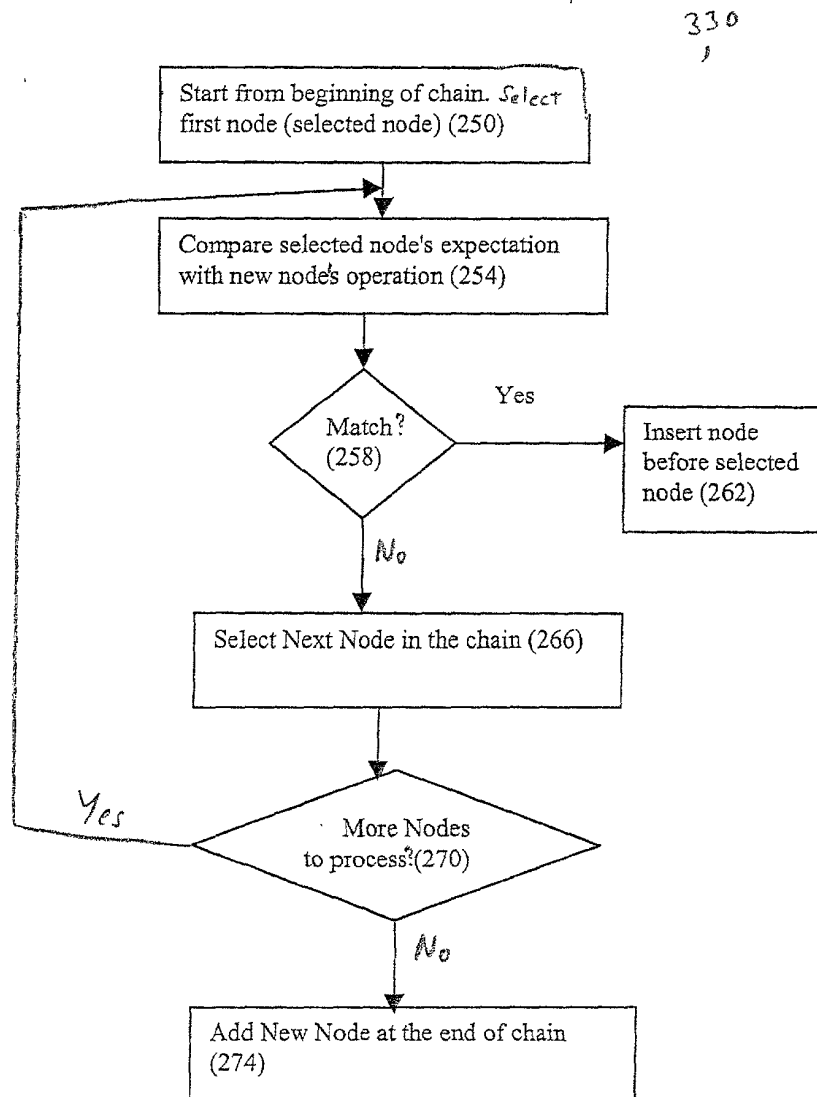 330
Start from beginning of chain. Select
first node (selected node) (250)
Compare selected node's expectation
with new node's operation (254)
Match?
(258)
Yes
Insert node
before selected
node (262)
No
Select Next Node in the chain (266)
More Nodes
to process?(270)
Yes
No
Add New Node at the end of chain
(274)